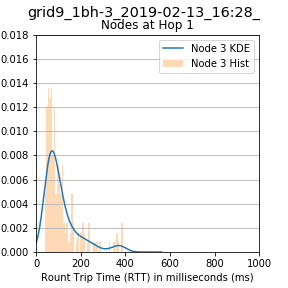 grid9_1bh-3_2019-02-13_16:28_
Nodes at Hop 1
Node 3 KDE
Node 3 Hist
0.018
0.016
0.014
0.012
0.010
0.008
0.006
0.004
0.002
0.000
0 200 400 600 800 1000
Rount Trip Time (RTT) in milliseconds (ms)